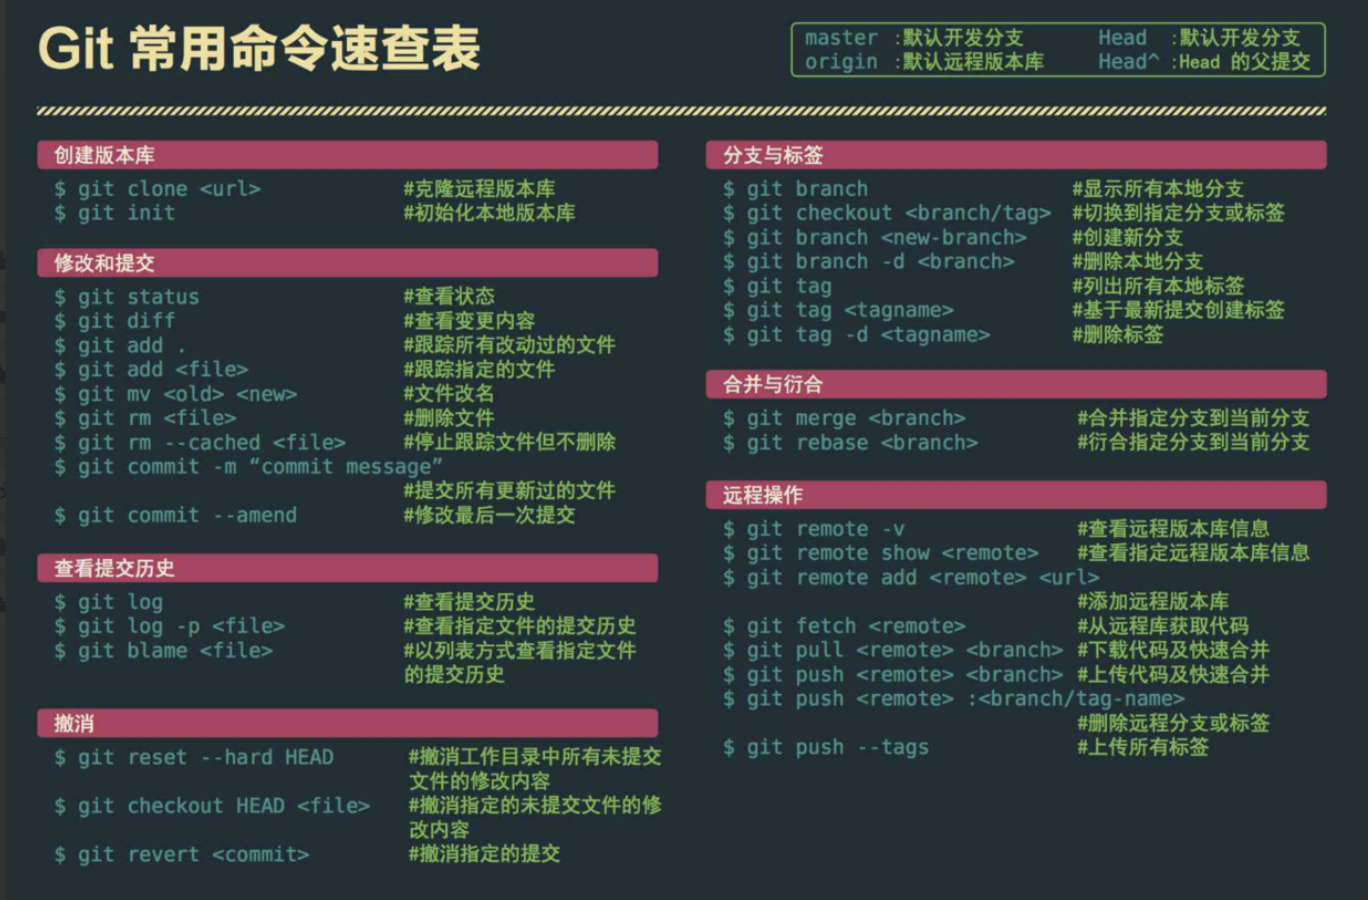 Git 常用命令速查表
master :默认开发分支 Head :默认开发分支
origin :默认远程版本库 Head^ :Head 的父提交
创建版本库
$ git clone <url> #克隆远程版本库
$ git init #初始化本地版本库
修改和提交
$ git status #查看状态
$ git diff #查看变更内容
$ git add . #跟踪所有改动过的文件
$ git add <file> #跟踪指定的文件
$ git mv <old> <new> #文件改名
$ git rm <file> #删除文件
$ git rm --cached <file> #停止跟踪文件但不删除
$ git commit -m “commit message”
#提交所有更新过的文件
$ git commit --amend #修改最后一次提交
查看提交历史
$ git log #查看提交历史
$ git log -p <file> #查看指定文件的提交历史
$ git blame <file> #以列表方式查看指定文件
的提交历史
撤消
$ git reset --hard HEAD #撤消工作目录中所有未提交
文件的修改内容
$ git checkout HEAD <file> #撤消指定的未提交文件的修
改内容
$ git revert <commit> #撤消指定的提交
分支与标签
$ git branch #显示所有本地分支
$ git checkout <branch/tag> #切换到指定分支或标签
$ git branch <new-branch> #创建新分支
$ git branch -d <branch> #删除本地分支
$ git tag #列出所有本地标签
$ git tag <tagname> #基于最新提交创建标签
$ git tag -d <tagname> #删除标签
合并与衍合
$ git merge <branch> #合并指定分支到当前分支
$ git rebase <branch> #衍合指定分支到当前分支
远程操作
$ git remote -v #查看远程版本库信息
$ git remote show <remote> #查看指定远程版本库信息
$ git remote add <remote> <url>
#添加远程版本库
$ git fetch <remote> #从远程库获取代码
$ git pull <remote> <branch> #下载代码及快速合并
$ git push <remote> <branch> #上传代码及快速合并
$ git push <remote> :<branch/tag-name>
#删除远程分支或标签
$ git push --tags #上传所有标签